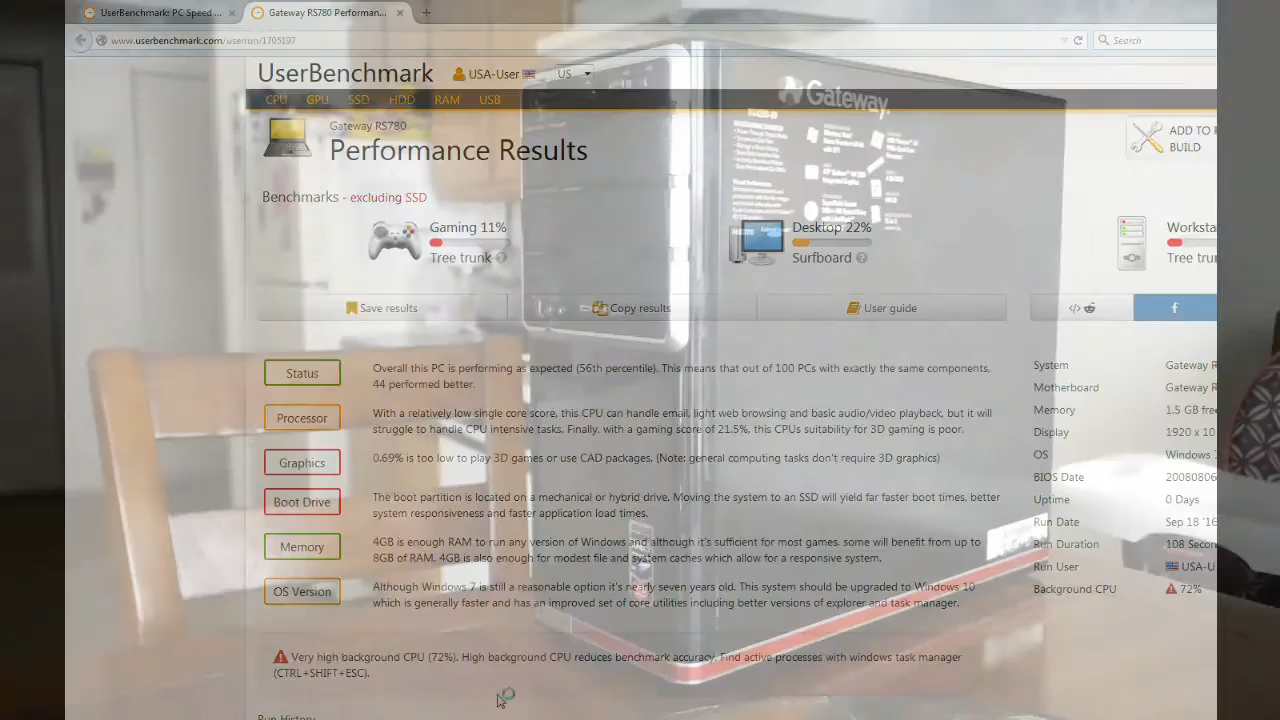 UserBenchmark: PC Speed ...
Gateway RS780 Performan...
www.userbenchmark.com/userrun/1705197
Search
UserBenchmark
USA-User
US
CPU
GPU
SSD
HDD
RAM
USB
Gateway
Gateway RS780
Performance Results
ADD TO
BUILD
Benchmarks - excluding SSD
Gaming 11%
Tree trunk
Desktop 22%
Surfboard
Worksta
Tree trun
Save results
Copy results
User guide
</>
f
Status
Overall this PC is performing as expected (56th percentile). This means that out of 100 PCs with exactly the same components,
44 performed better.
Processor
With a relatively low single core score, this CPU can handle email, light web browsing and basic audio/video playback, but it will
struggle to handle CPU intensive tasks. Finally, with a gaming score of 21.5%, this CPUs suitability for 3D gaming is poor.
Graphics
0.69% is too low to play 3D games or use CAD packages. (Note: general computing tasks don't require 3D graphics)
Boot Drive
The boot partition is located on a mechanical or hybrid drive. Moving the system to an SSD will yield far faster boot times, better
system responsiveness and faster application load times.
Memory
4GB is enough RAM to run any version of Windows and although it's sufficient for most games. some will benefit from up to
8GB of RAM. 4GB is also enough for modest file and system caches which allow for a responsive system.
OS Version
Although Windows 7 is still a reasonable option it's nearly seven years old. This system should be upgraded to Windows 10
which is generally faster and has an improved set of core utilities including better versions of explorer and task manager.
System Gateway R
Motherboard Gateway R
Memory 1.5 GB free
Display 1920 x 10
OS Windows
BIOS Date 20080806
Uptime 0 Days
Run Date Sep 18 '16
Run Duration 108 Second
Run User USA-U
Background CPU 72%
Very high background CPU (72%). High background CPU reduces benchmark accuracy. Find active processes with windows task manager
(CTRL+SHIFT+ESC).
Run History